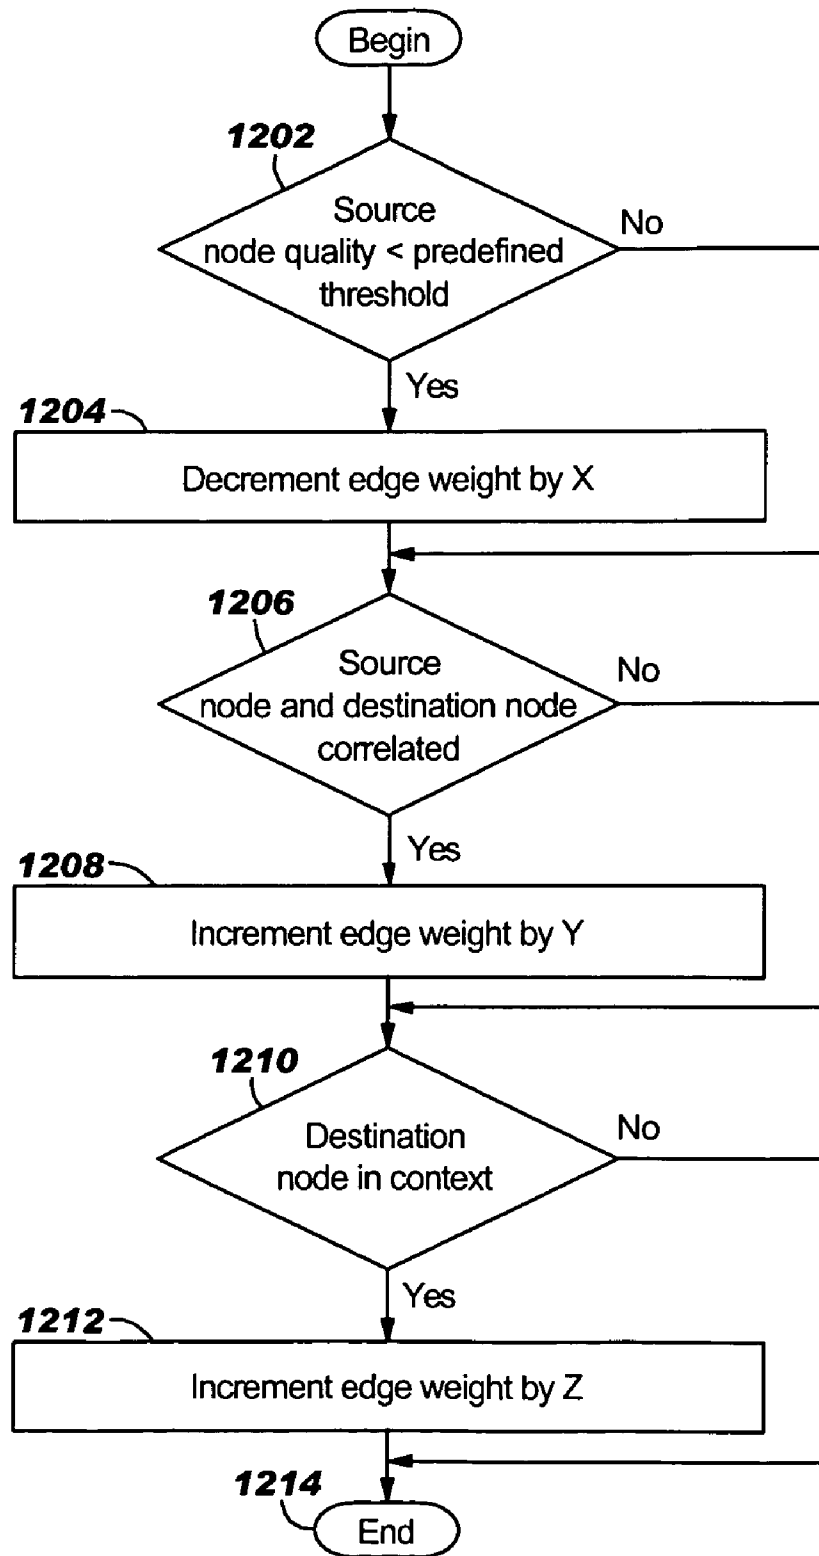 Begin
1202
Source
node quality < predefined
threshold
No
Yes
1204
Decrement edge weight by X
1206
Source
node and destination node
correlated
No
Yes
1208
Increment edge weight by Y
1210
Destination
node in context
No
Yes
1212
Increment edge weight by Z
1214
End